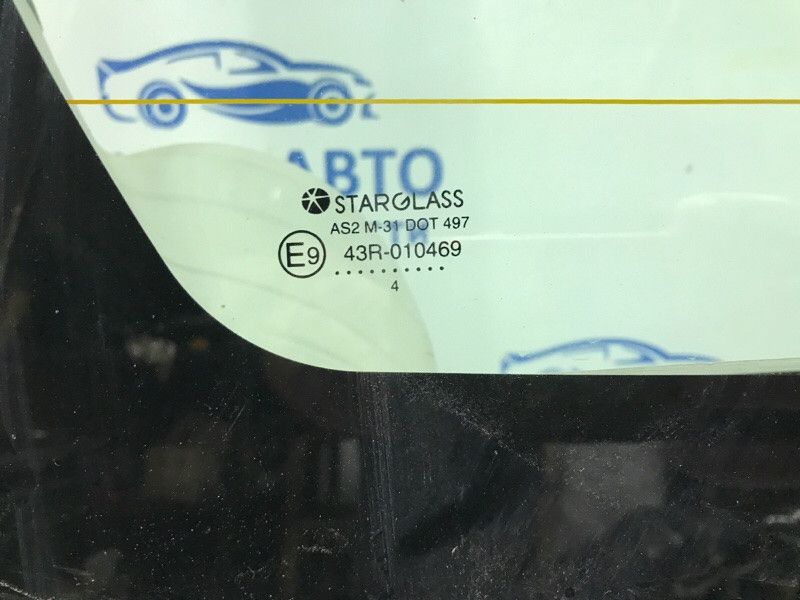 АВТО
STARGLASS
AS2 M-31 DOT 497
E9
43R-010469
..........
4